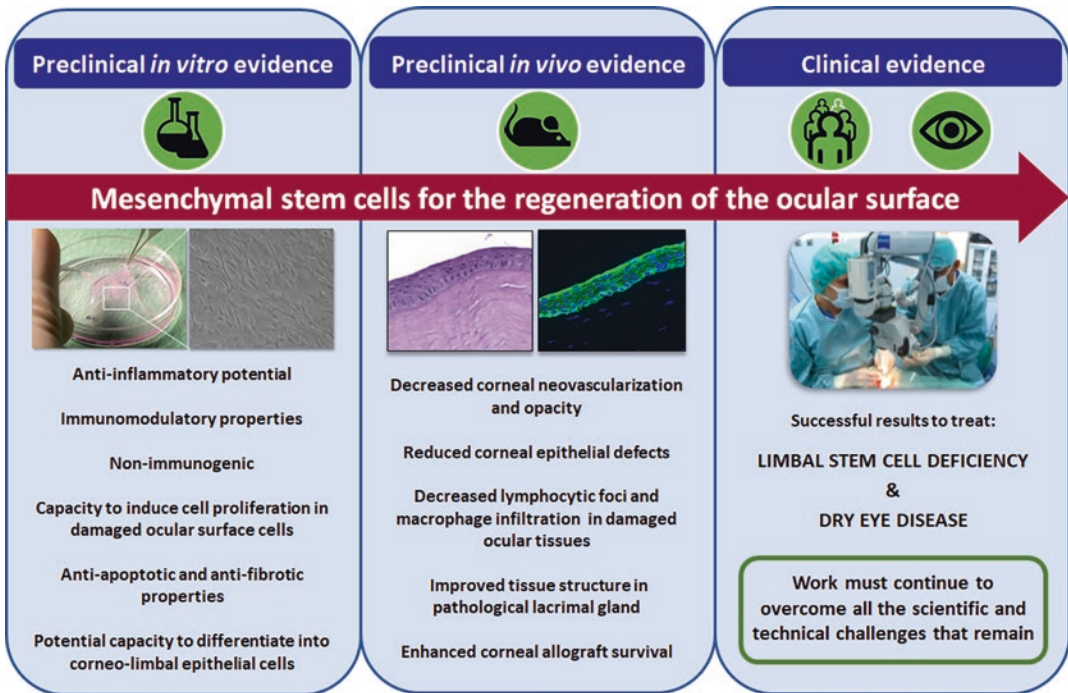 Preclinical in vitro evidence
Preclinical in vivo evidence
Clinical evidence
Mesenchymal stem cells for the regeneration of the ocular surface
Anti-inflammatory potential
Immunomodulatory properties
Non-immunogenic
Capacity to induce cell proliferation in
damaged ocular surface cells
Anti-apoptotic and anti-fibrotic
properties
Potential capacity to differentiate into
corneo-limbal epithelial cells
Decreased corneal neovascularization
and opacity
Reduced corneal epithelial defects
Decreased lymphocytic foci and
macrophage infiltration in damaged
ocular tissues
Improved tissue structure in
pathological lacrimal gland
Enhanced corneal allograft survival
Successful results to treat:
LIMBAL STEM CELL DEFICIENCY
&
DRY EYE DISEASE
Work must continue to
overcome all the scientific and
technical challenges that remain